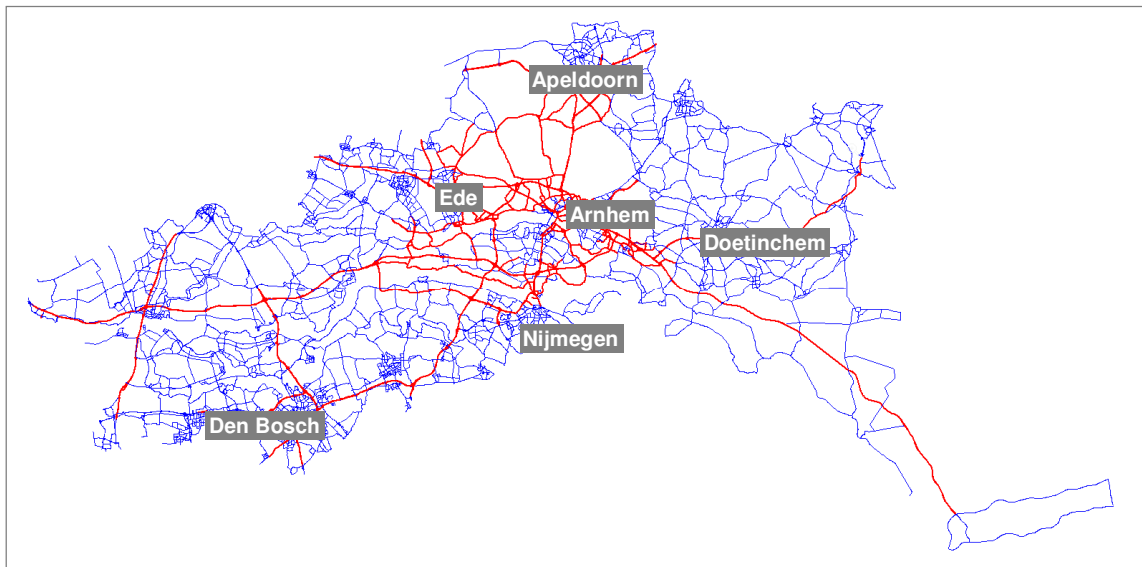 Apeldoorn
Ede
Arnhem
Doetinchem
Nijmegen
Den Bosch